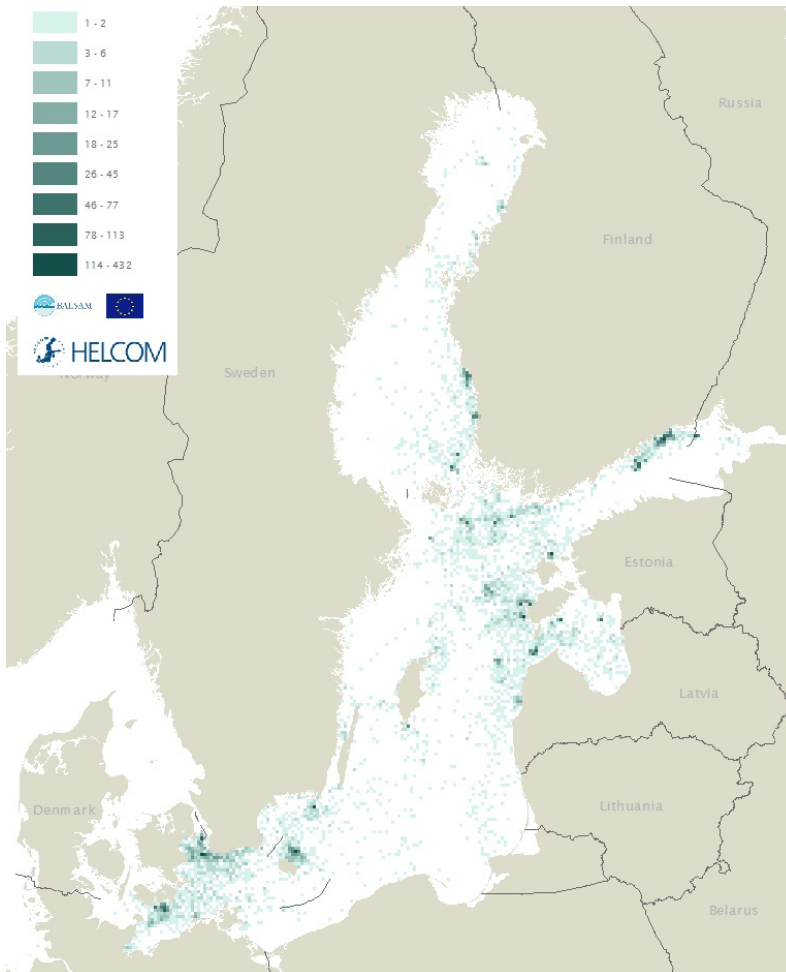 1 - 2
3 - 6
7 - 11
12 - 17
18 - 25
26 - 45
46 - 77
78 - 113
114 - 432
BALSAM
HELCOM
Norway
Sweden
Finland
Russia
Estonia
Latvia
Lithuania
Belarus
Denmark